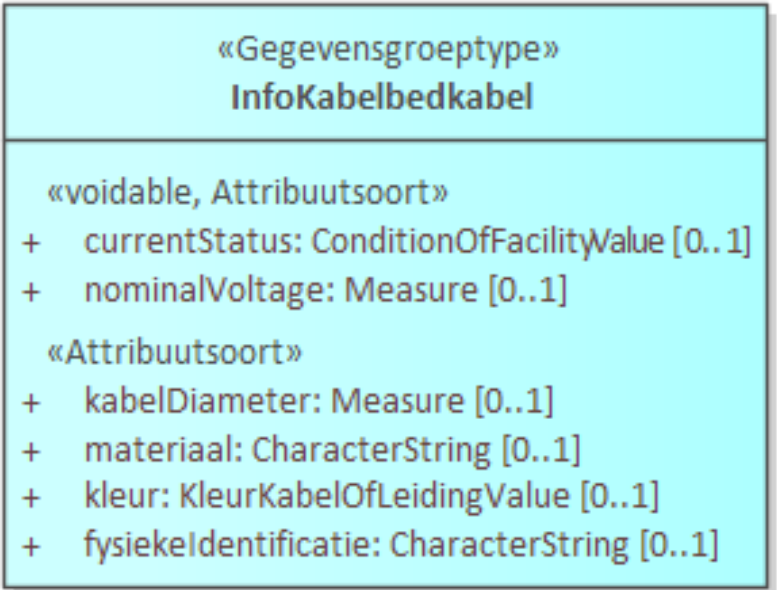 «Gegevensgroeptype»
InfoKabelbedkabel
«voidable, Attribuutsoort»
+ currentStatus: ConditionOfFacilityValue [0..1]
+ nominalVoltage: Measure [0..1]
«Attribuutsoort»
+ kabelDiameter: Measure [0..1]
+ materiaal: CharacterString [0..1]
+ kleur: KleurKabelOfLeidingValue [0..1]
+ fysiekeIdentificatie: CharacterString [0..1]